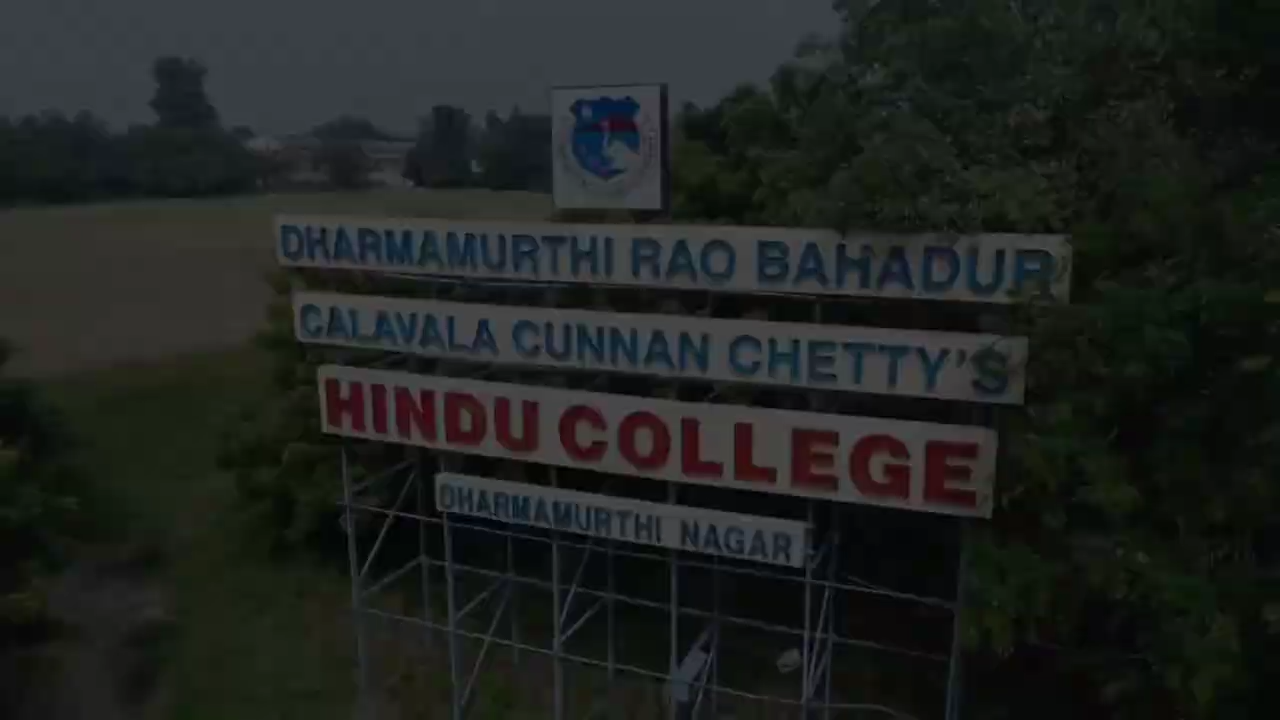 DHARMAMURTHI RAO BAHADUR
CALAVALA CUNNAN CHETTY'S
HINDU COLLEGE
DHARMAMURTHI NAGAR